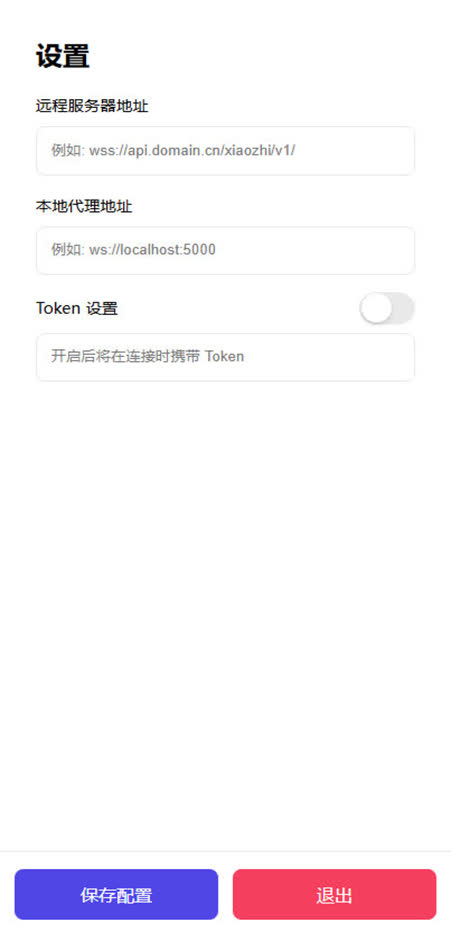 设置
远程服务器地址
例如: wss://api.domain.cn/xiaozhi/v1/
本地代理地址
例如: ws://localhost:5000
Token 设置
开启后将在连接时携带 Token
保存配置
退出